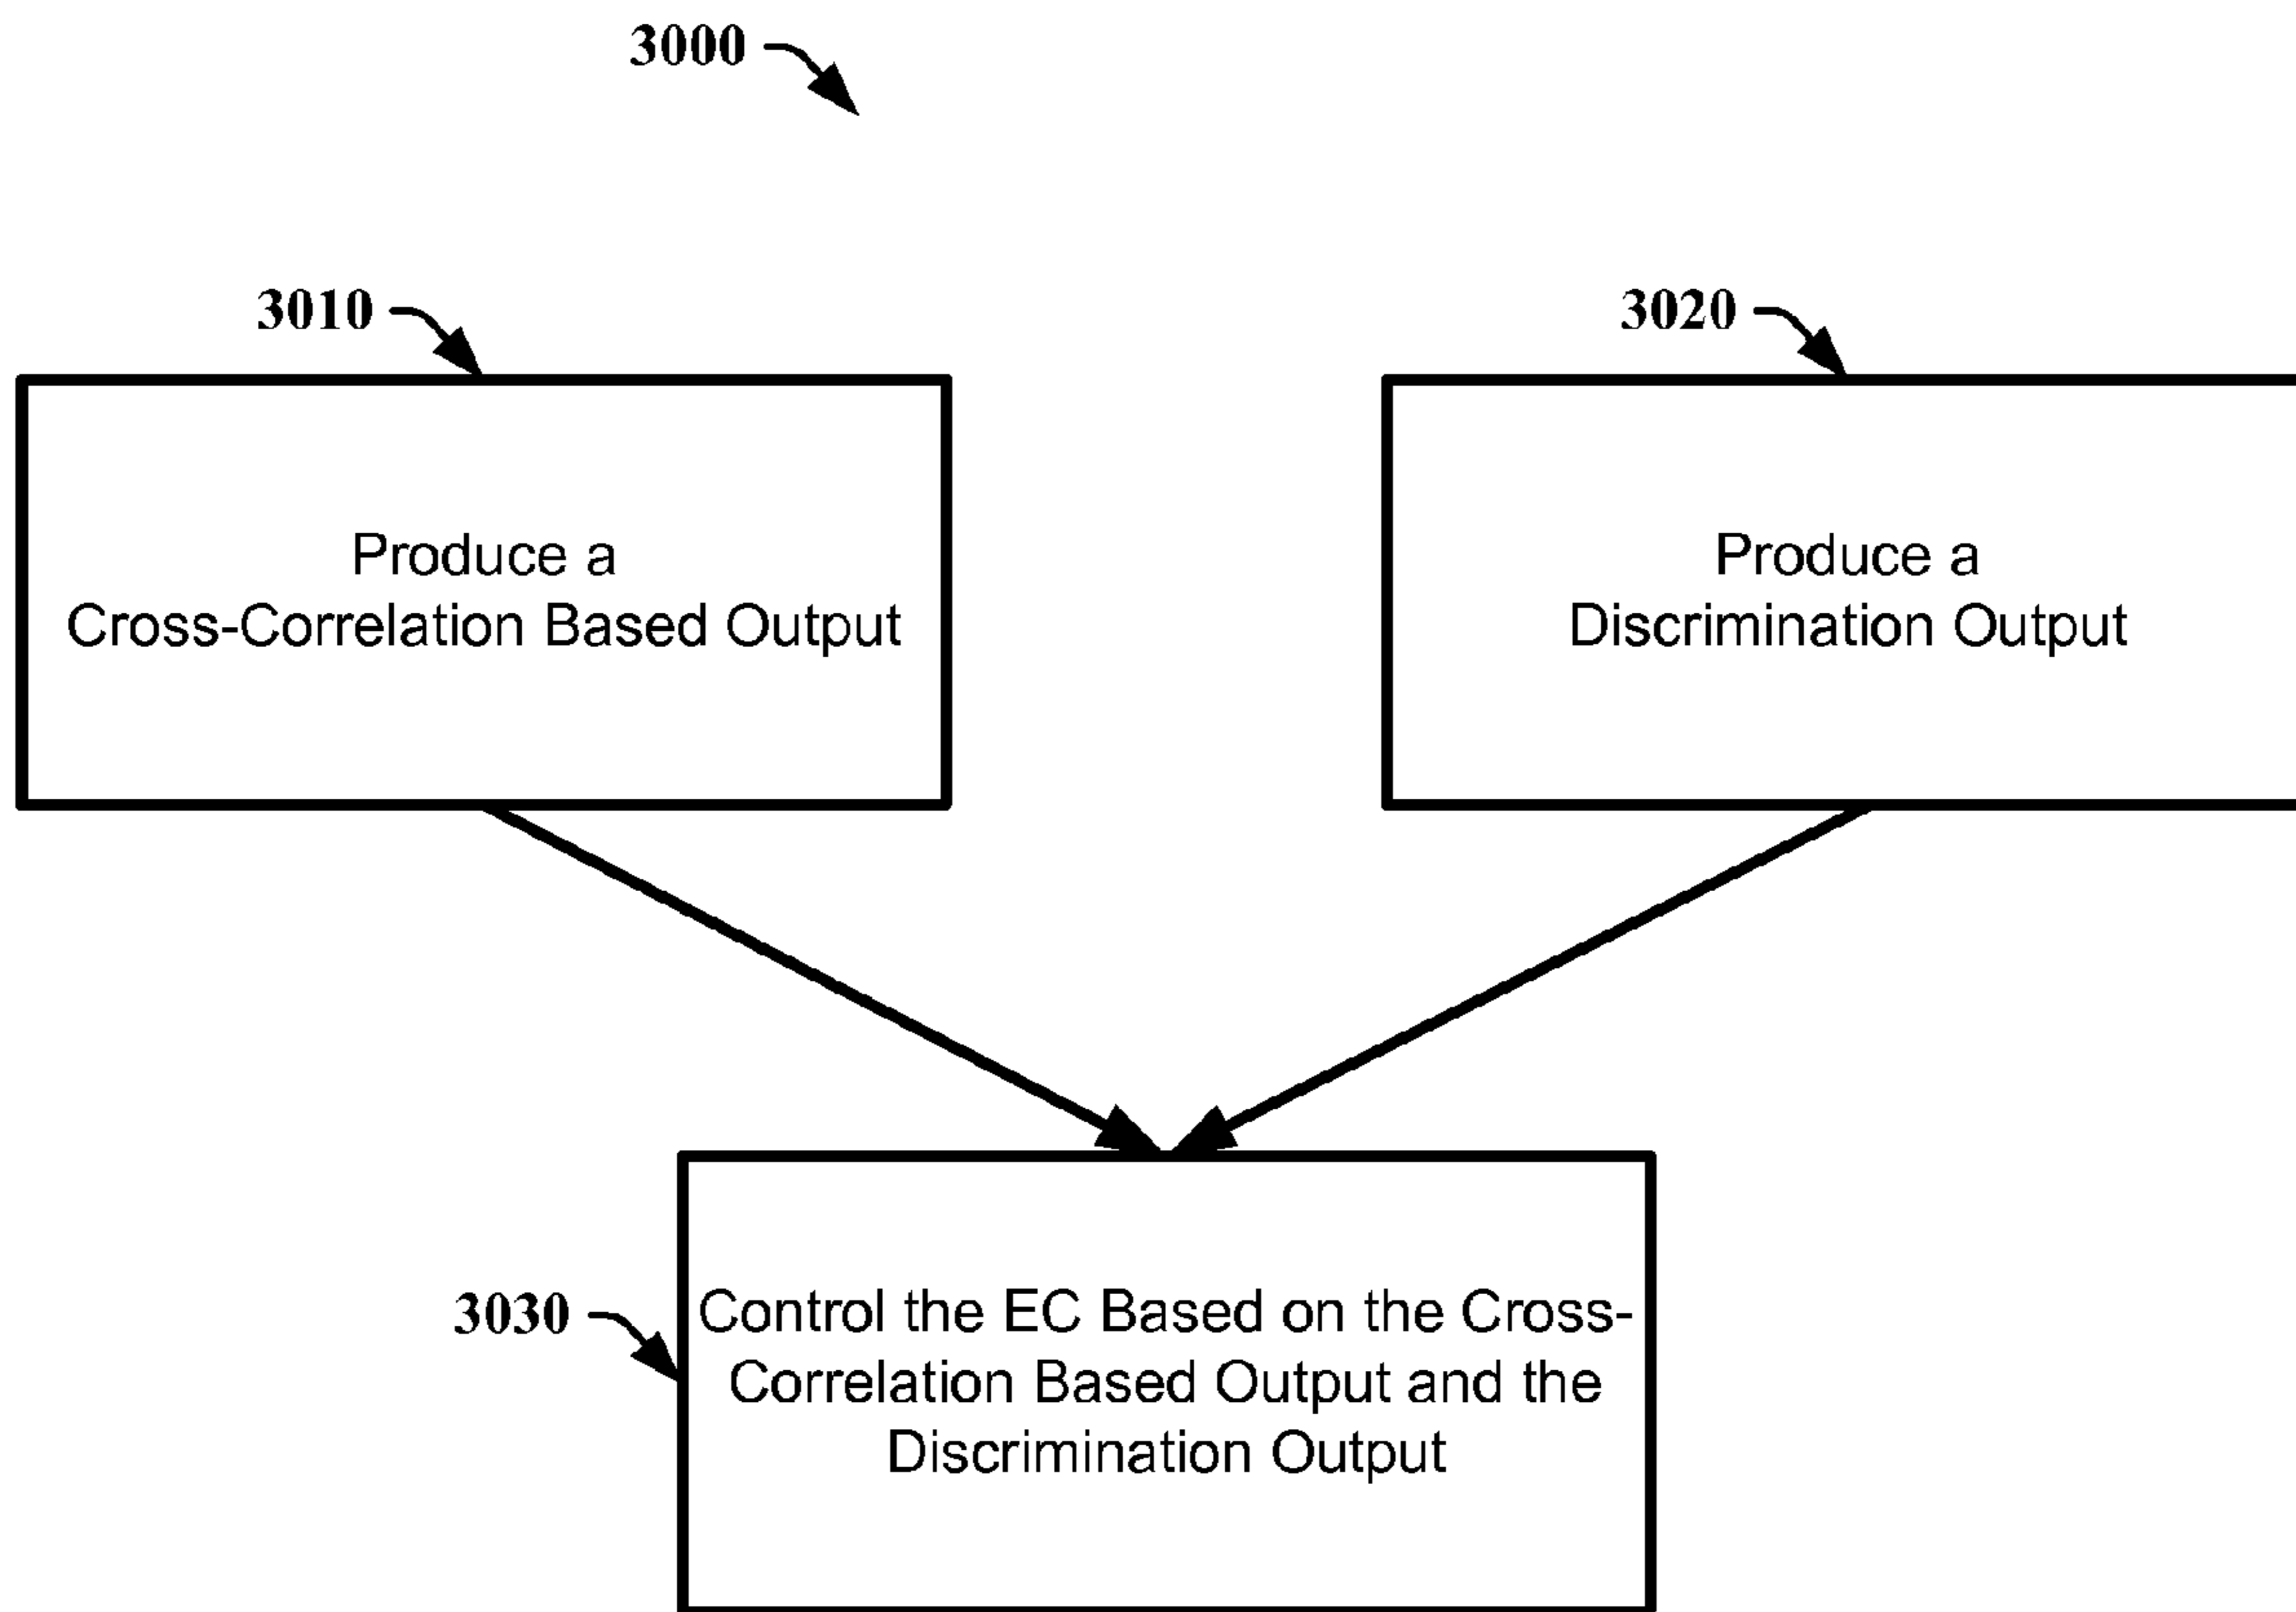 3000
3010
3020
Produce a
Cross-Correlation Based Output
Produce a
Discrimination Output
3030
Control the EC Based on the Cross-
Correlation Based Output and the
Discrimination Output